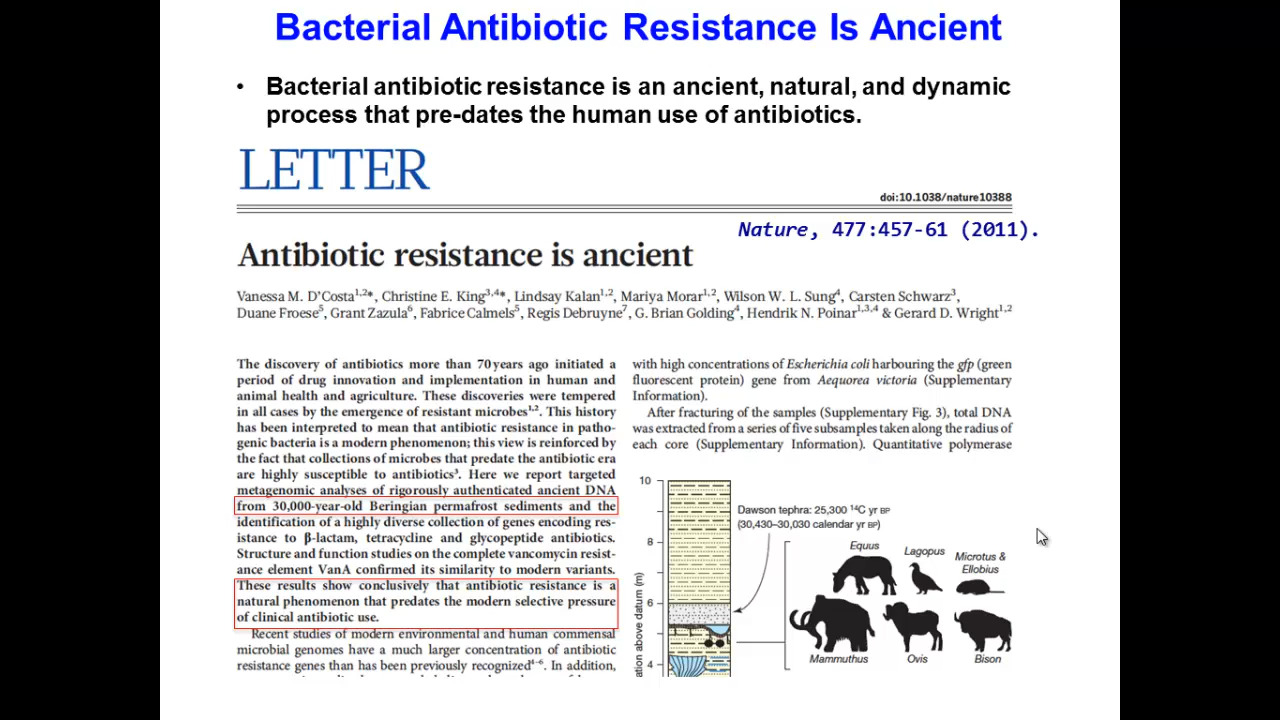 Bacterial Antibiotic Resistance Is Ancient
• Bacterial antibiotic resistance is an ancient, natural, and dynamic
process that pre-dates the human use of antibiotics.
LETTER
doi:10.1038/nature10388
Nature, 477:457-61 (2011).
Antibiotic resistance is ancient
Vanessa M. D'Costa1,2*, Christine E. King3,4*, Lindsay Kalan1,2, Mariya Morar1,2, Wilson W. L. Sung4, Carsten Schwarz3,
Duane Froese5, Grant Zazula6, Fabrice Calmels5, Regis Debruyne7, G. Brian Golding4, Hendrik N. Poinar1,3,4 & Gerard D. Wright1,2
The discovery of antibiotics more than 70 years ago initiated a
period of drug innovation and implementation in human and
animal health and agriculture. These discoveries were tempered
in all cases by the emergence of resistant microbes1,2. This history
has been interpreted to mean that antibiotic resistance in patho-
genic bacteria is a modern phenomenon; this view is reinforced by
the fact that collections of microbes that predate the antibiotic era
are highly susceptible to antibiotics3. Here we report targeted
metagenomic analyses of rigorously authenticated ancient DNA
from 30,000-year-old Beringian permafrost sediments and the
identification of a highly diverse collection of genes encoding res-
istance to β-lactam, tetracycline and glycopeptide antibiotics.
Structure and function studies on the complete vancomycin resist-
ance element VanA confirmed its similarity to modern variants.
These results show conclusively that antibiotic resistance is a
natural phenomenon that predates the modern selective pressure
of clinical antibiotic use.
Recent studies of modern environmental and human commensal
microbial genomes have a much larger concentration of antibiotic
resistance genes than has been previously recognized4–6. In addition,
with high concentrations of Escherichia coli harbouring the gfp (green
fluorescent protein) gene from Aequorea victoria (Supplementary
Information).
After fracturing of the samples (Supplementary Fig. 3), total DNA
was extracted from a series of five subsamples taken along the radius of
each core (Supplementary Information). Quantitative polymerase
10
8
6
4
ation above datum (m)
Dawson tephra: 25,300 14C yr BP
(30,430–30,030 calendar yr BP)
Equus
Lagopus
Microtus &
Ellobius
Mammuthus
Ovis
Bison